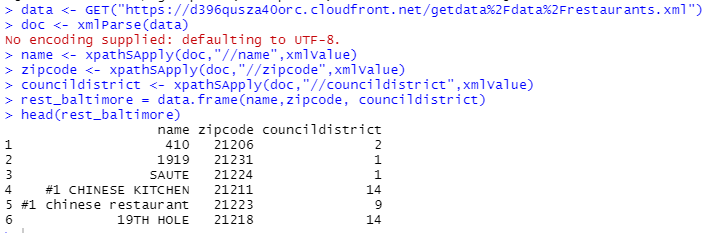 > data <- GET("https://d396qusza40orc.cloudfront.net/getdata%2Fdata%2Frestaurants.xml")
> doc <- xmlParse(data)
No encoding supplied: defaulting to UTF-8.
> name <- xpathSApply(doc,"//name",xmlValue)
> zipcode <- xpathSApply(doc,"//zipcode",xmlValue)
> councildistrict <- xpathSApply(doc,"//councildistrict",xmlValue)
> rest_baltimore = data.frame(name,zipcode, councildistrict)
> head(rest_baltimore)
name zipcode councildistrict
1 410 21206 2
2 1919 21231 1
3 SAUTE 21224 1
4 #1 CHINESE KITCHEN 21211 14
5 #1 chinese restaurant 21223 9
6 19TH HOLE 21218 14